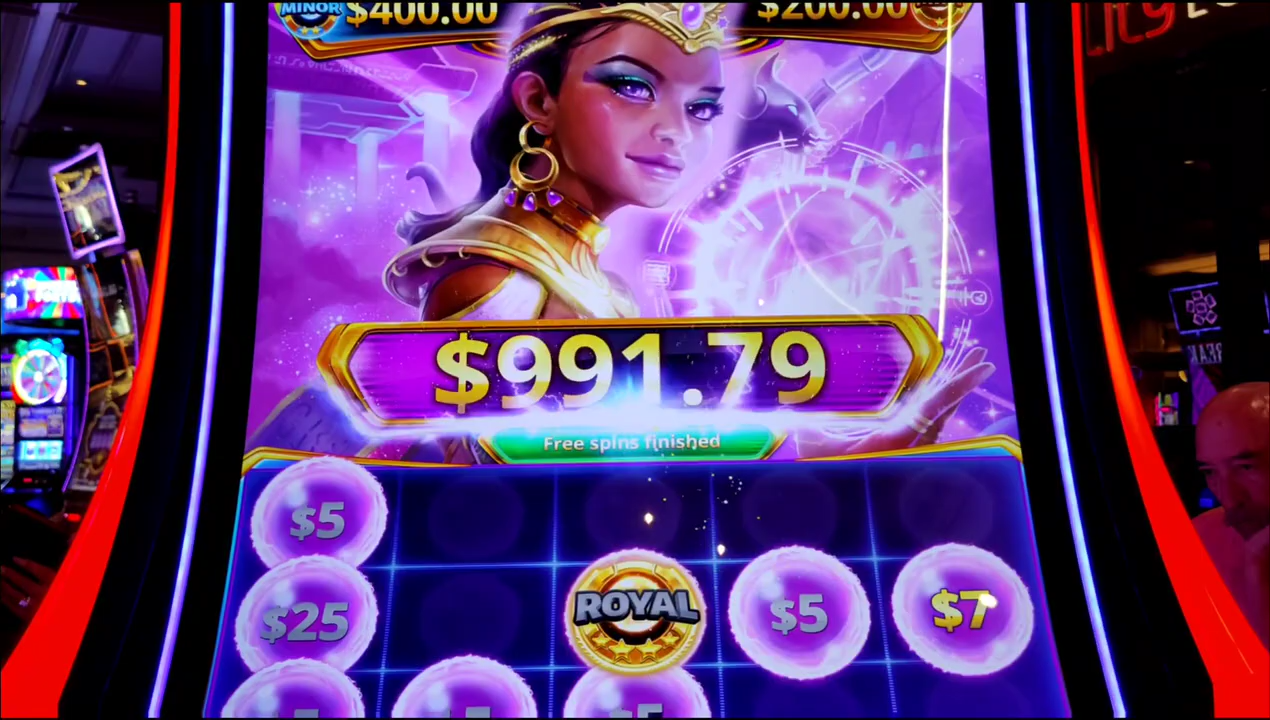 MINOR $400.00 $200.00
$991.79
Free spins finished
$5
$25 ROYAL $5 $7